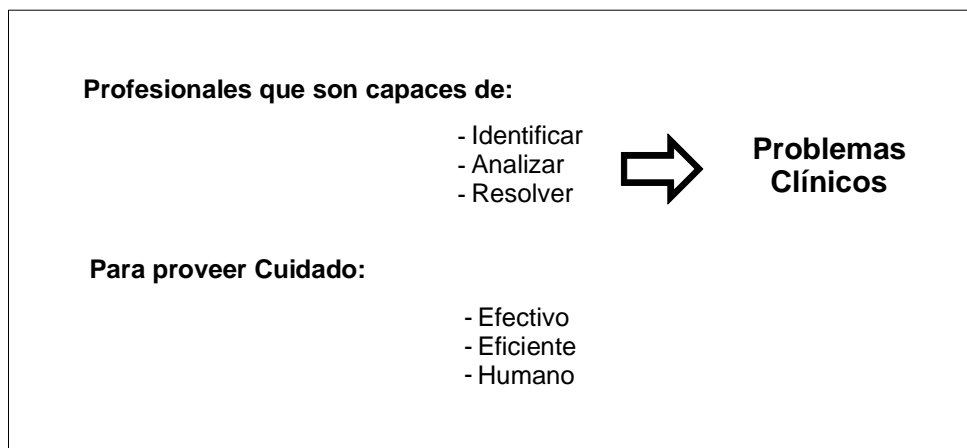 Profesionales que son capaces de:
- Identificar
- Analizar
- Resolver
Problemas
Clínicos
Para proveer Cuidado:
- Efectivo
- Eficiente
- Humano